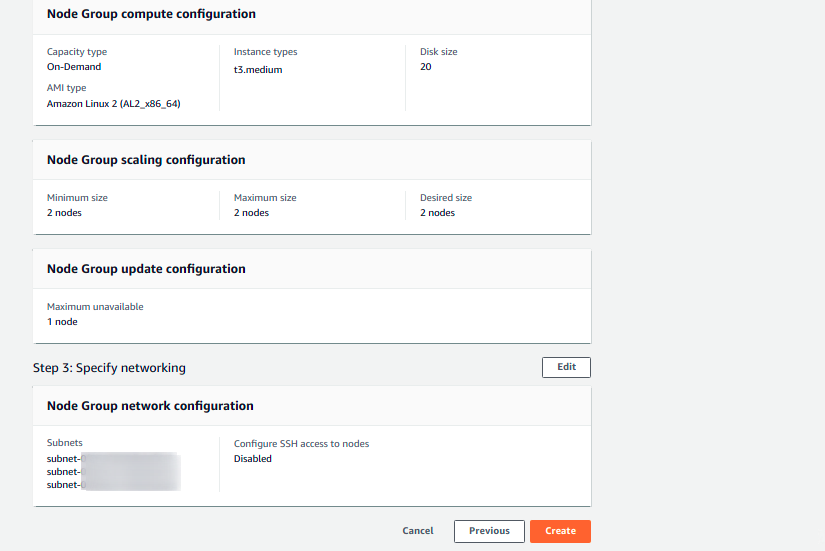 Node Group compute configuration
Capacity type
On-Demand
AMI type
Amazon Linux 2 (AL2_x86_64)
Instance types
t3.medium
Disk size
20
Node Group scaling configuration
Minimum size
2 nodes
Maximum size
2 nodes
Desired size
2 nodes
Node Group update configuration
Maximum unavailable
1 node
Step 3: Specify networking
Edit
Node Group network configuration
Subnets
subnet-0
subnet-0
subnet-0
Configure SSH access to nodes
Disabled
Cancel
Previous
Create